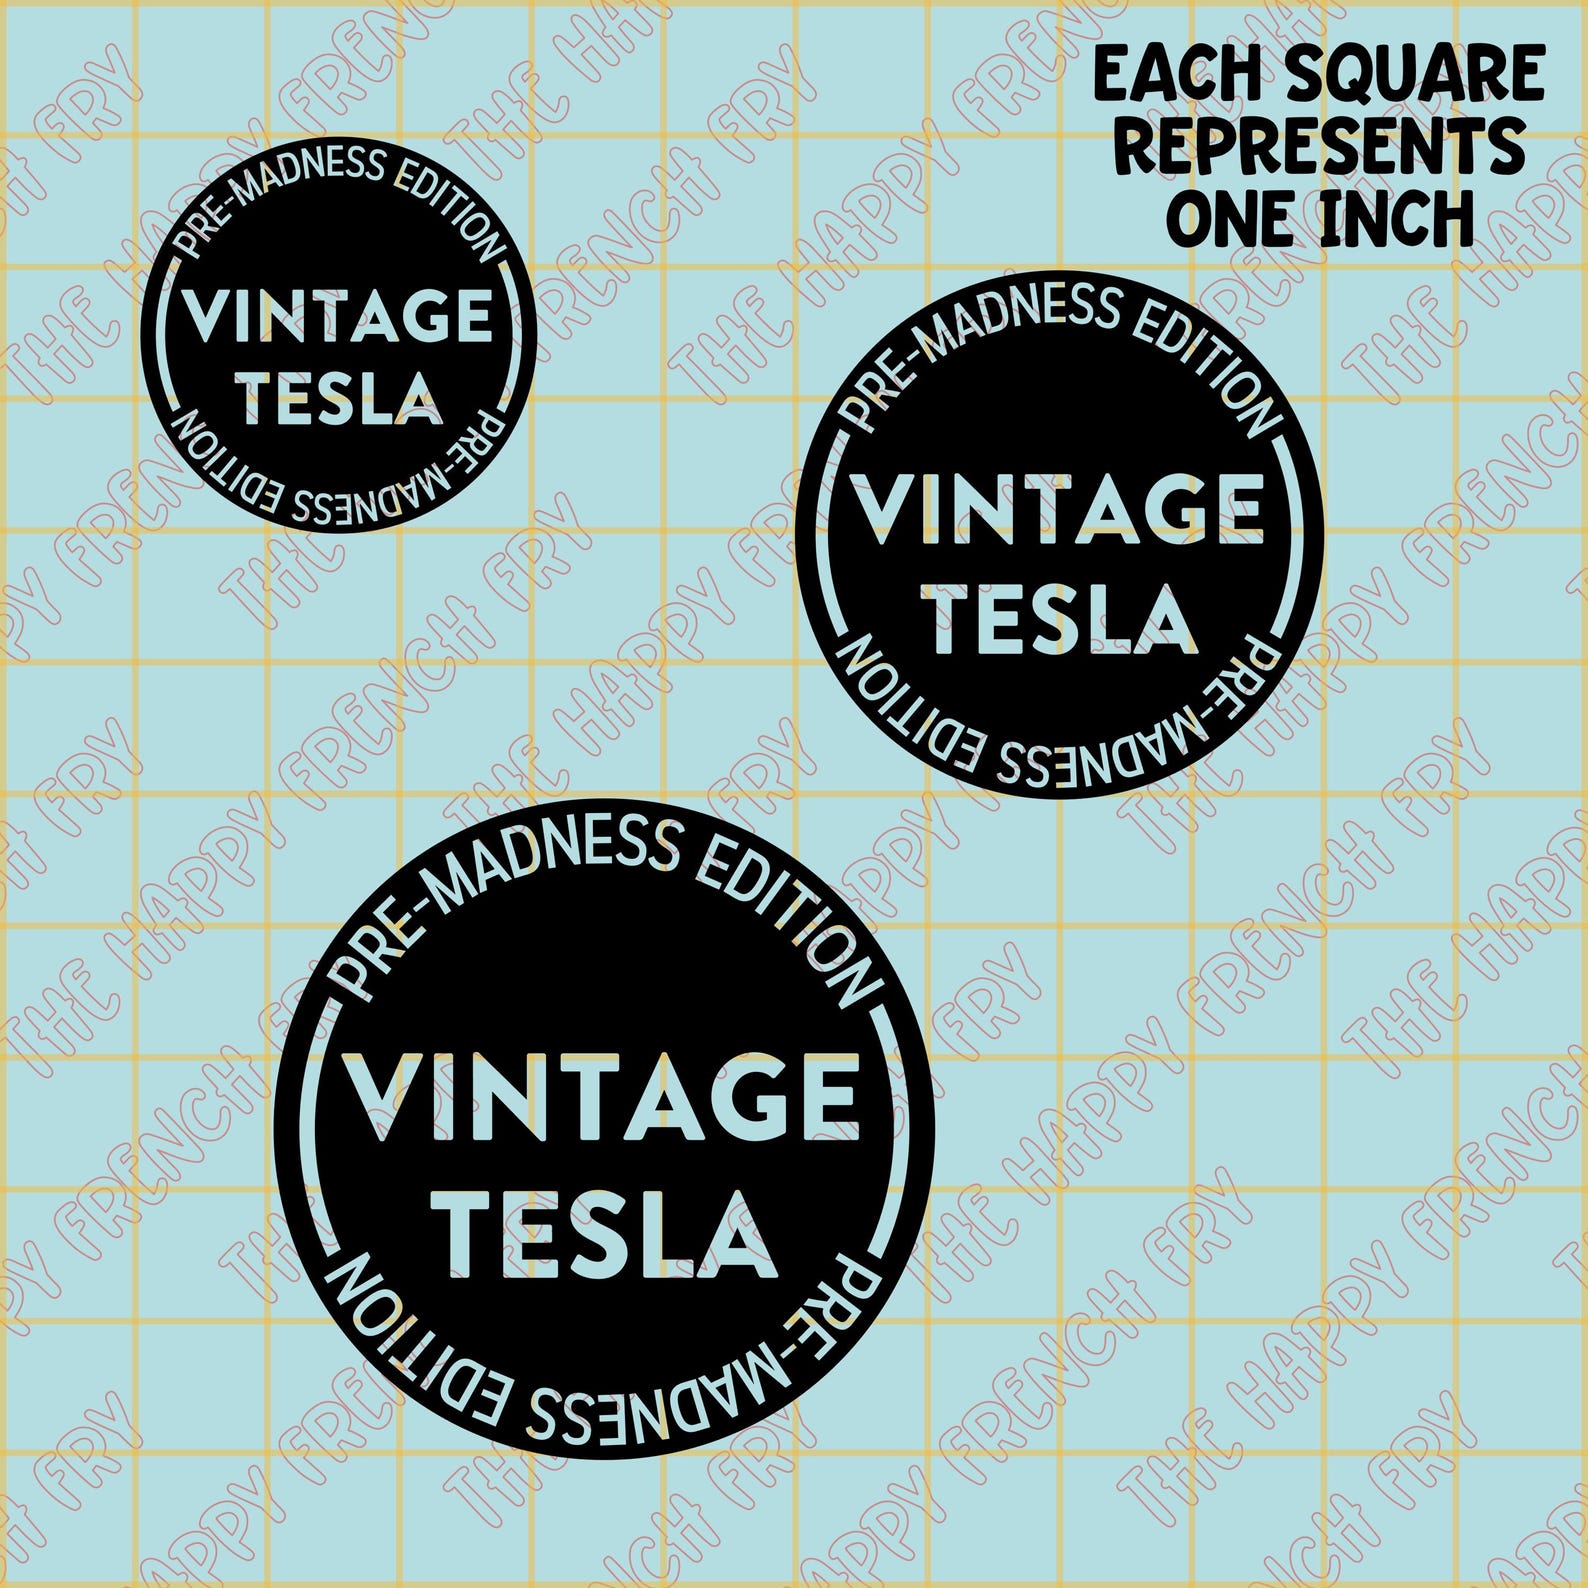 EACH SQUARE
REPRESENTS
ONE INCH
PRE-MADNESS EDITION
VINTAGE
TESLA
PRE-MADNESS EDITION
PRE-MADNESS EDITION
VINTAGE
TESLA
PRE-MADNESS EDITION
PRE-MADNESS EDITION
VINTAGE
TESLA
PRE-MADNESS EDITION
THE HAPPY FRENCH FRY